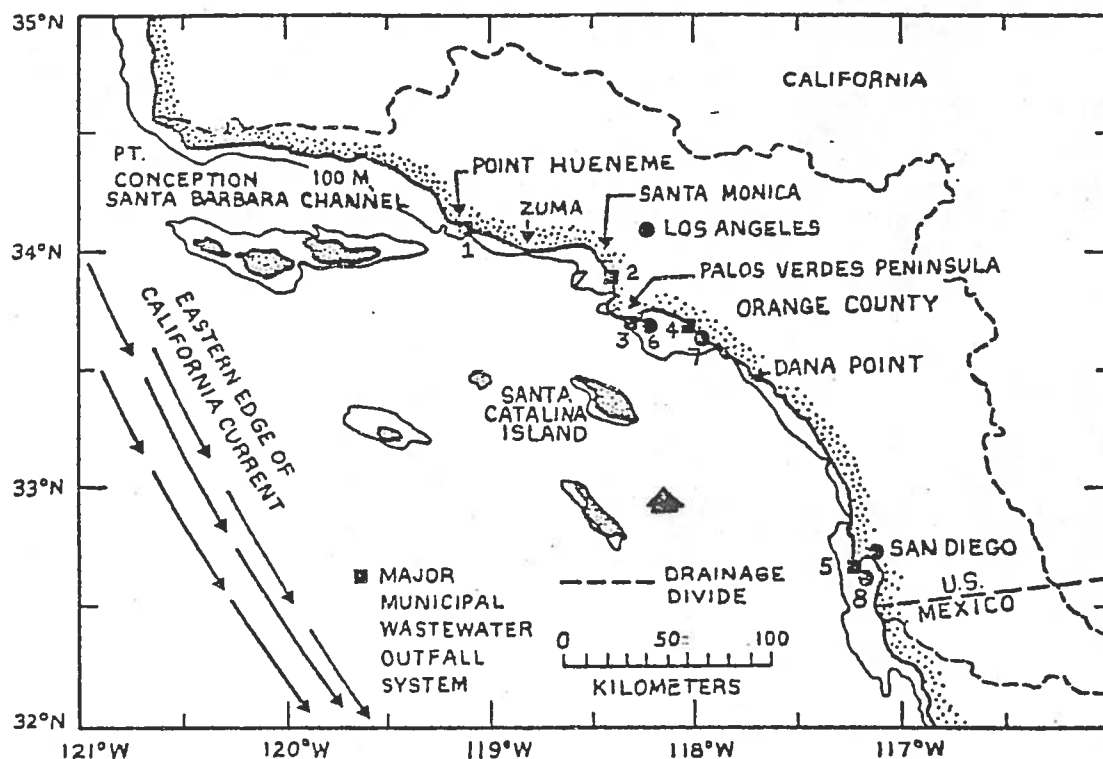 35°N
CALIFORNIA
PT.
CONCEPTION
100 M
SANTA BARBARA CHANNEL
POINT HUENEME
ZUMA
SANTA MONICA
LOS ANGELES
34°N
1
2
PALOS VERDES PENINSULA
ORANGE COUNTY
3
6
4
7
DANA POINT
EASTERN EDGE OF
CALIFORNIA CURRENT
SANTA
CATALINA
ISLAND
33°N
SAN DIEGO
5
8
U.S.
MEXICO
MAJOR
MUNICIPAL
WASTEWATER
OUTFALL
SYSTEM
DRAINAGE
DIVIDE
0 50 100
KILOMETERS
32°N
121°W 120°W 119°W 118°W 117°W